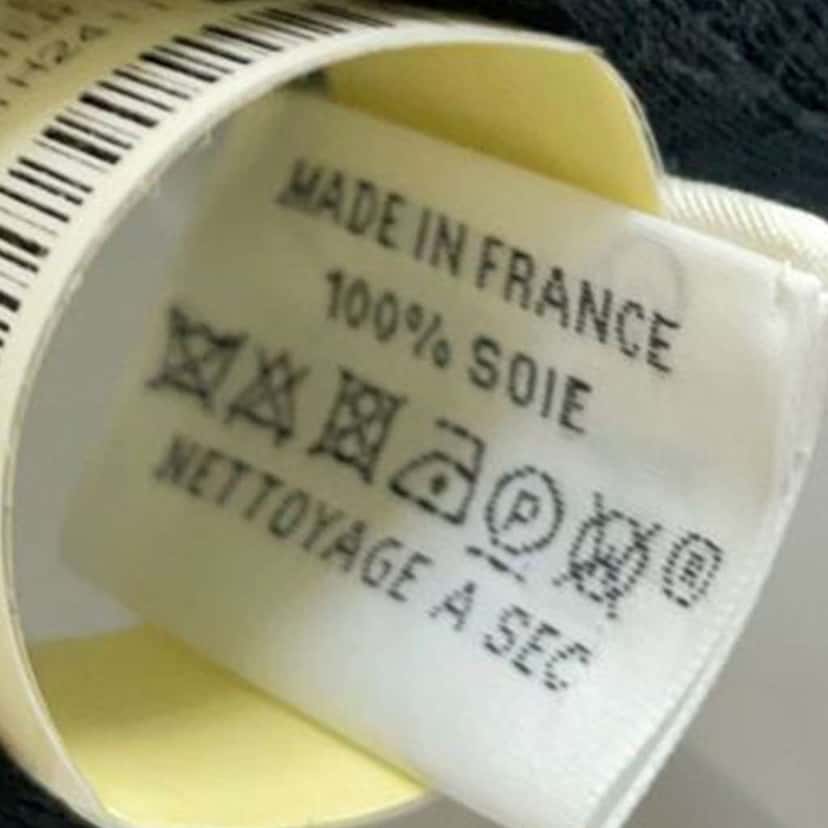 MADE IN FRANCE
100% SOIE
P
NETTOYAGE A SEC